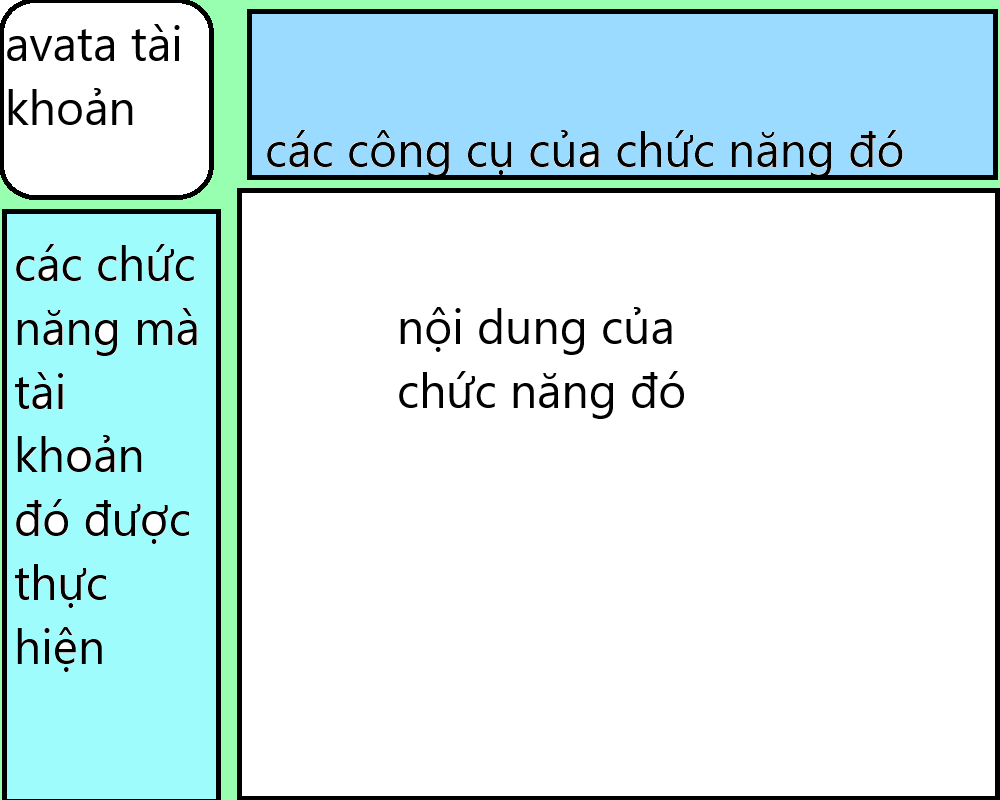 avata tài
khoản
các công cụ của chức năng đó
các chức
năng mà
tài
khoản
đó được
thực
hiện
nội dung của
chức năng đó